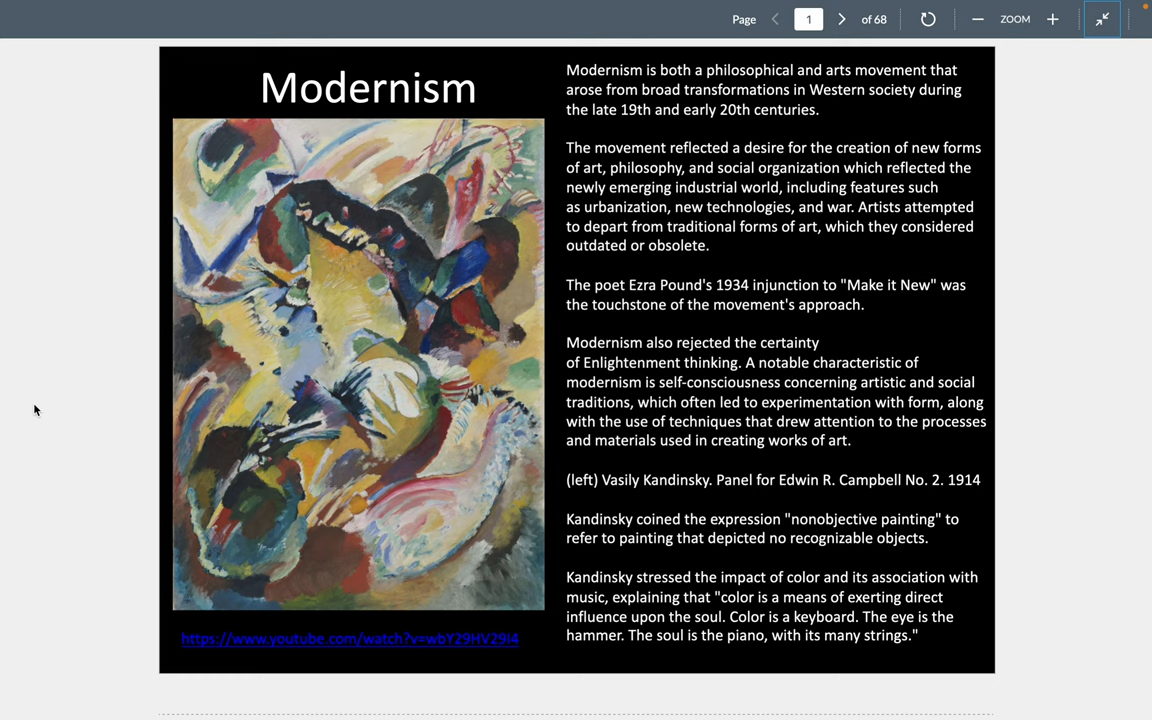 Page 1 of 68 ZOOM
Modernism
Modernism is both a philosophical and arts movement that
arose from broad transformations in Western society during
the late 19th and early 20th centuries.
The movement reflected a desire for the creation of new forms
of art, philosophy, and social organization which reflected the
newly emerging industrial world, including features such
as urbanization, new technologies, and war. Artists attempted
to depart from traditional forms of art, which they considered
outdated or obsolete.
The poet Ezra Pound's 1934 injunction to "Make it New" was
the touchstone of the movement's approach.
Modernism also rejected the certainty
of Enlightenment thinking. A notable characteristic of
modernism is self-consciousness concerning artistic and social
traditions, which often led to experimentation with form, along
with the use of techniques that drew attention to the processes
and materials used in creating works of art.
(left) Vasily Kandinsky. Panel for Edwin R. Campbell No. 2. 1914
Kandinsky coined the expression "nonobjective painting" to
refer to painting that depicted no recognizable objects.
Kandinsky stressed the impact of color and its association with
music, explaining that "color is a means of exerting direct
influence upon the soul. Color is a keyboard. The eye is the
hammer. The soul is the piano, with its many strings."
https://www.youtube.com/watch?v=wbY29HV29I4